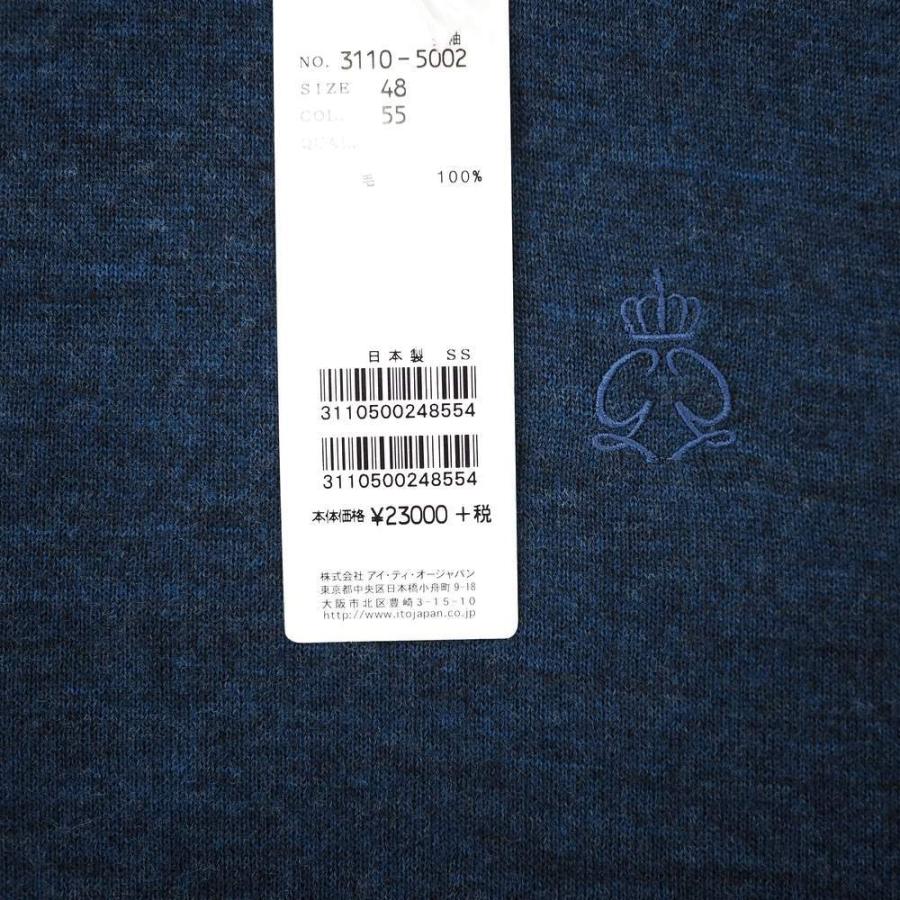 袖
NO. 3110-5002
SIZE 48
COL. 55
QUAL.
毛 100%
日本製 SS
3110500248554
3110500248554
本体価格 ¥23000 +税
株式会社 アイ・ティ・オージャパン
東京都中央区日本橋小舟町9-18
大阪市北区豊崎3-15-10
http://www.itojapan.co.jp